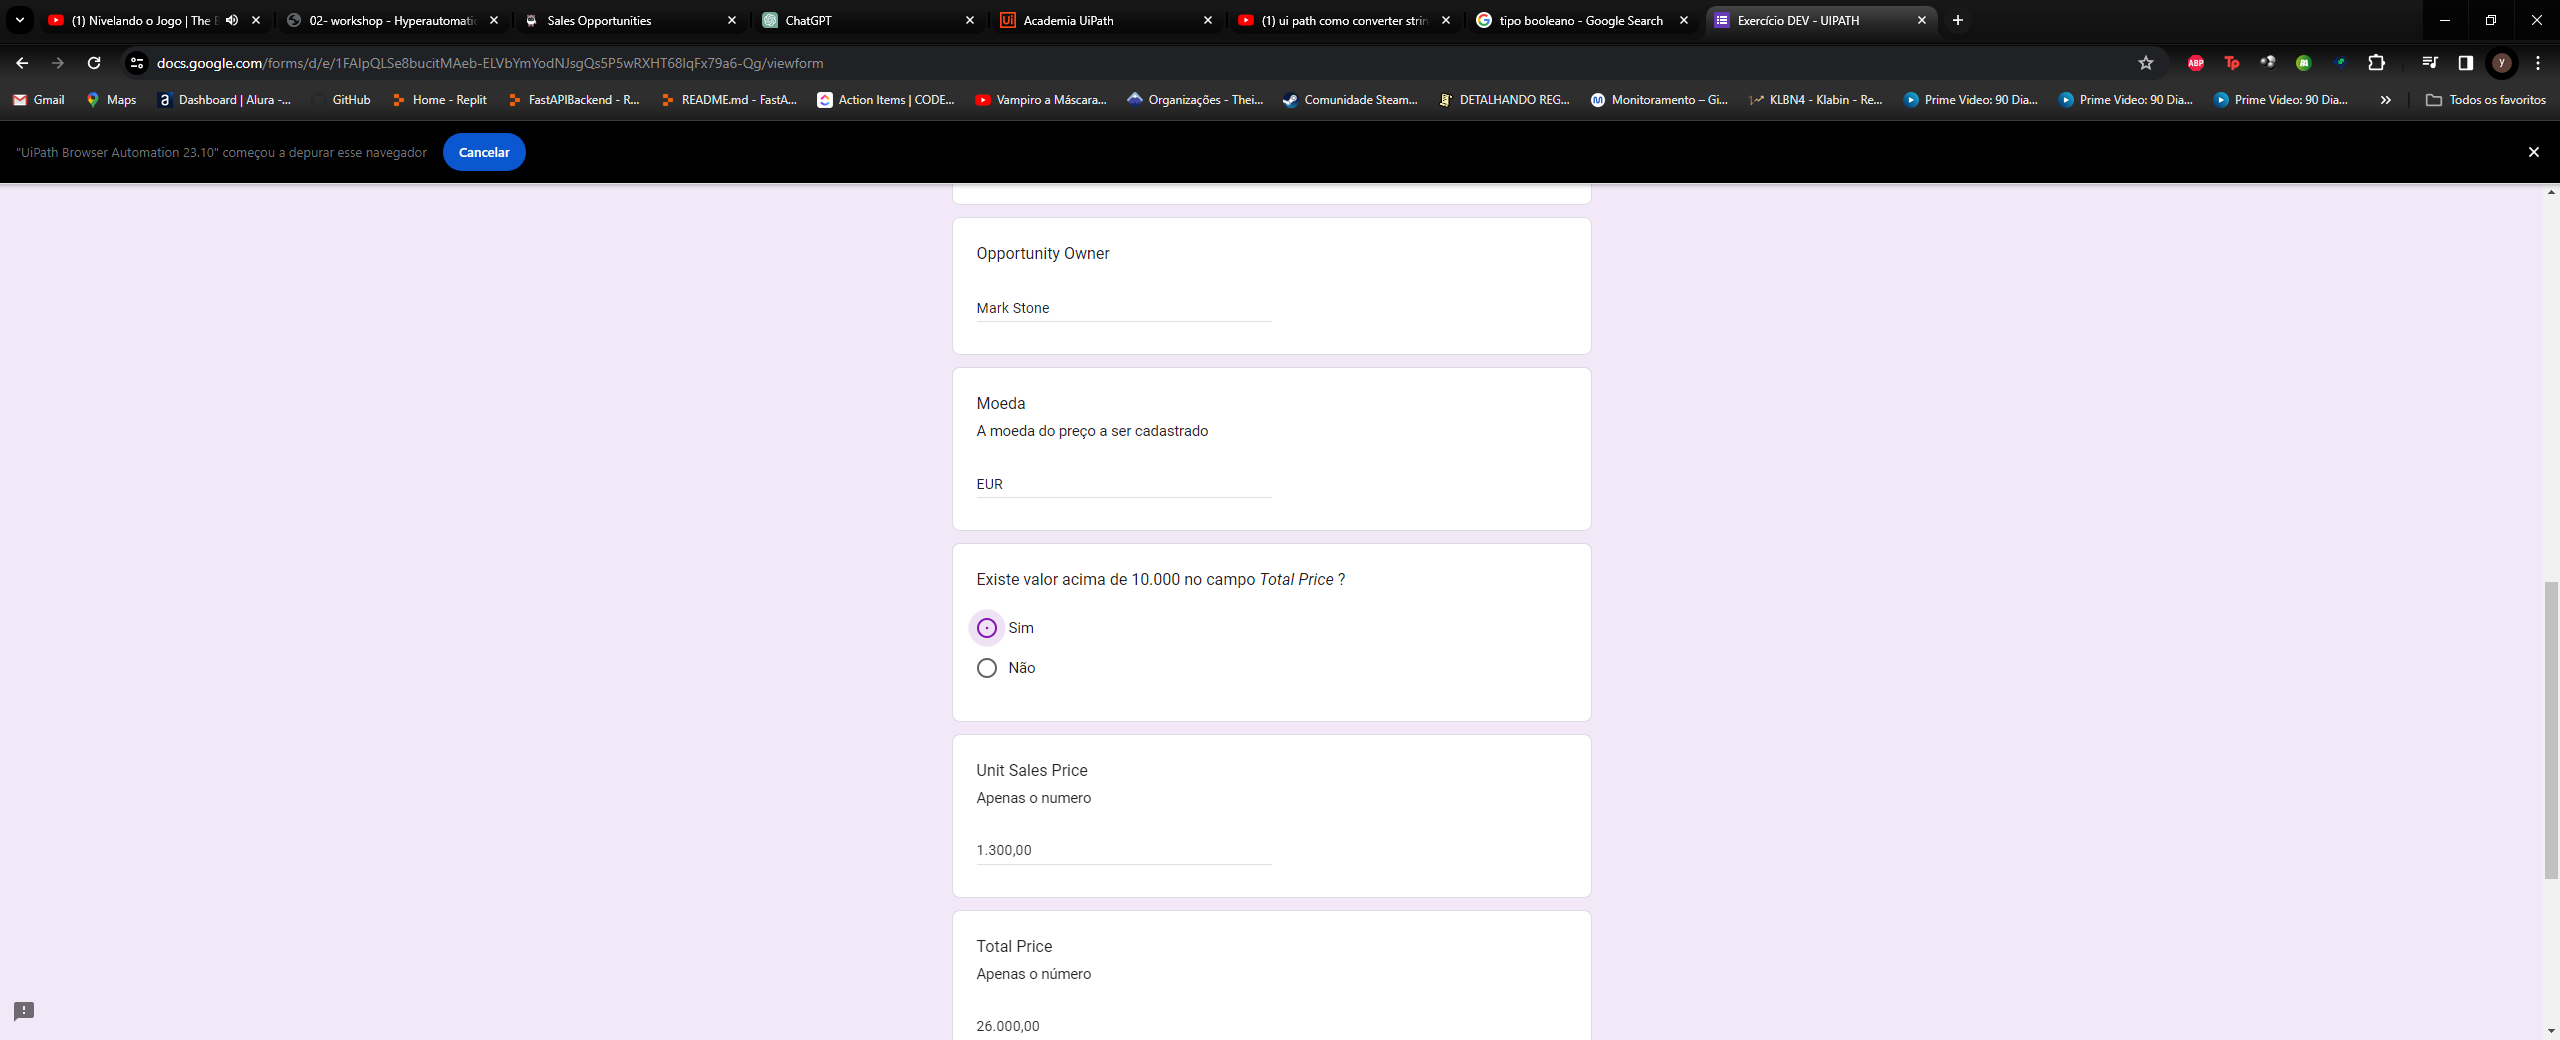 (1) Nivelando o Jogo | The B
02- workshop - Hyperautomatic
Sales Opportunities
ChatGPT
Academia UiPath
(1) ui path como converter strin
tipo booleano - Google Search
Exercício DEV - UIPATH
docs.google.com/forms/d/e/1FAIpQLSe8bucitMAeb-ELVbYmYodNJsgQs5P5wRXHT68IqFx79a6-Qg/viewform
Gmail
Maps
Dashboard | Alura -...
GitHub
Home - Replit
FastAPIBackend - R...
README.md - FastA...
Action Items | CODE...
Vampiro a Máscara...
Organizações - Thei...
Comunidade Steam...
DETALHANDO REG...
Monitoramento – Gi...
KLBN4 - Klabin - Re...
Prime Video: 90 Dia...
Prime Video: 90 Dia...
Prime Video: 90 Dia...
Todos os favoritos
"UiPath Browser Automation 23.10" começou a depurar esse navegador
Cancelar
Opportunity Owner
Mark Stone
Moeda
A moeda do preço a ser cadastrado
EUR
Existe valor acima de 10.000 no campo Total Price ?
Sim
Não
Unit Sales Price
Apenas o numero
1.300,00
Total Price
Apenas o número
26.000,00